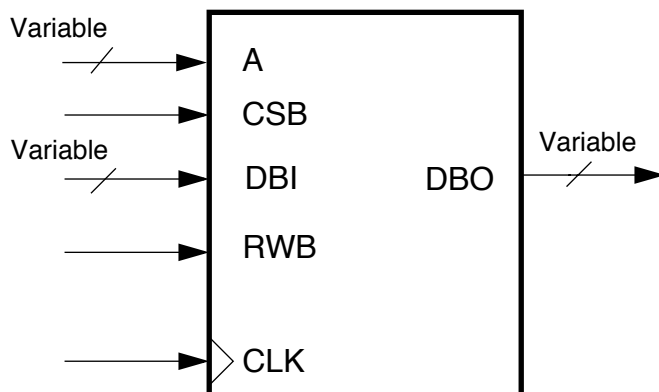 Variable
A
CSB
Variable
DBI
RWB
CLK
DBO
Variable